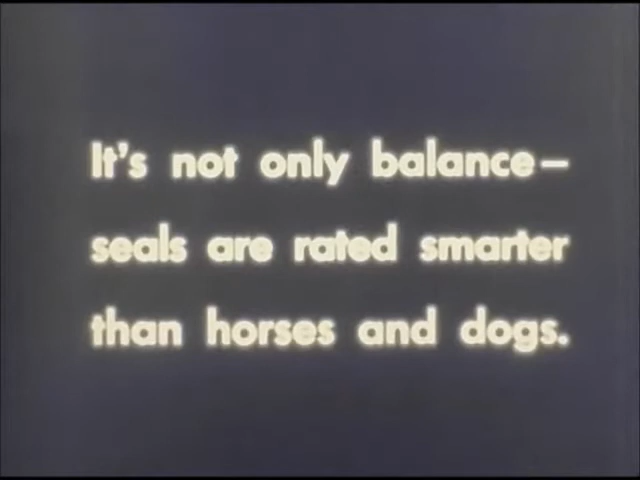 It's not only balance—
seals are rated smarter
than horses and dogs.